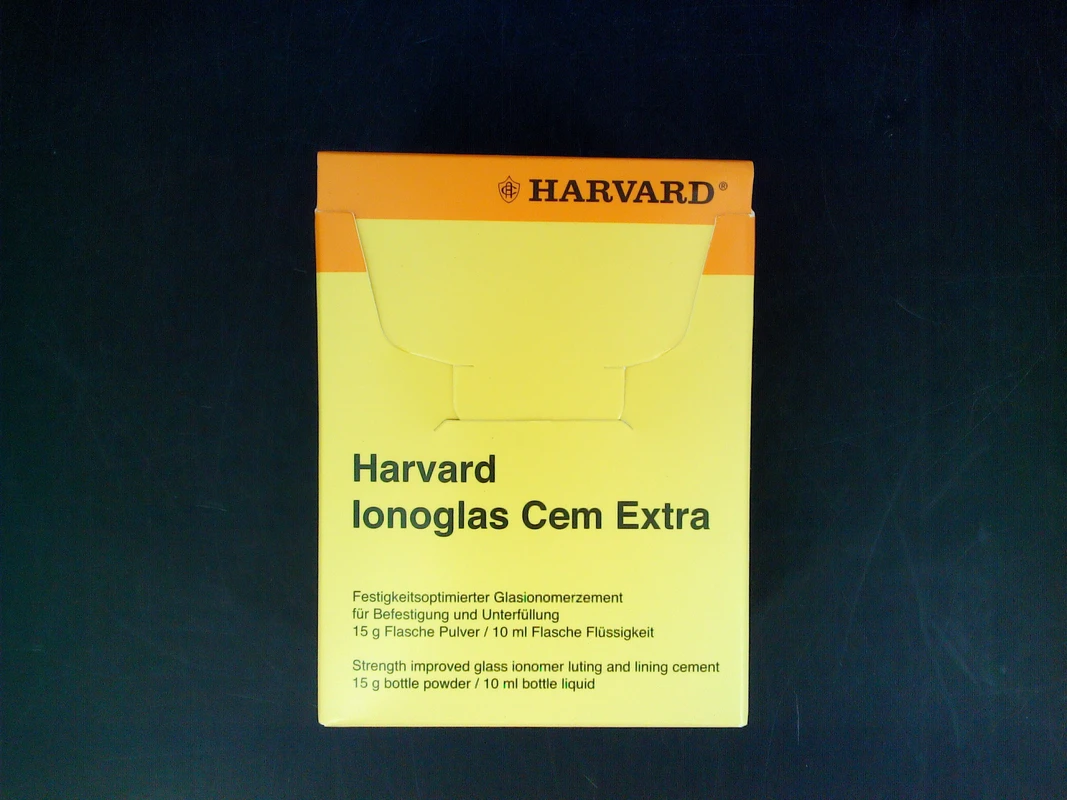 HARVARD®
Harvard
Ionoglas Cem Extra
Festigkeitsoptimierter Glasionomerzement
für Befestigung und Unterfüllung
15 g Flasche Pulver / 10 ml Flasche Flüssigkeit
Strength improved glass ionomer luting and lining cement
15 g bottle powder / 10 ml bottle liquid